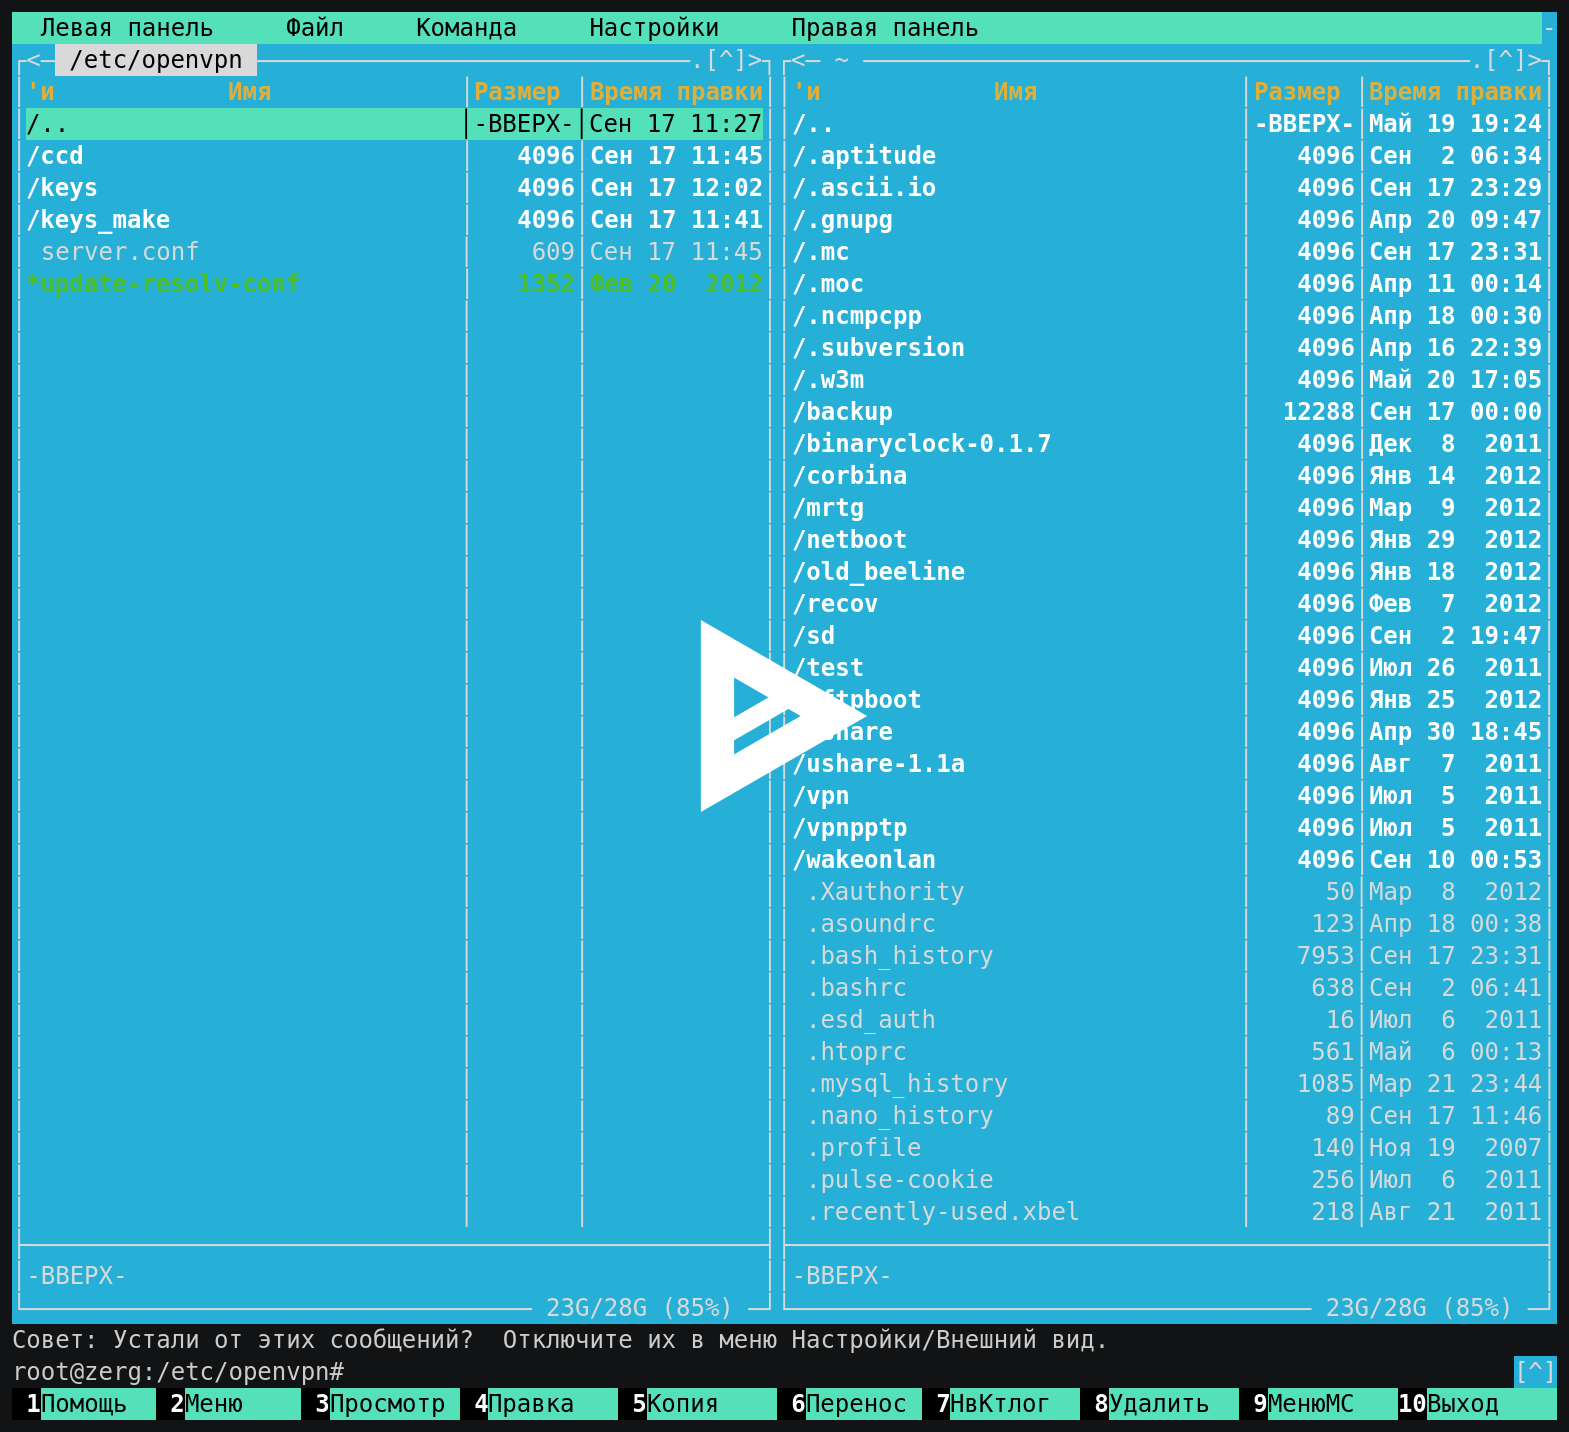 Левая панель Файл Команда Настройки Правая панель
<─ /etc/openvpn .[^]> <─ ~ .[^]>
'и Имя Размер Время правки 'и Имя Размер Время правки
/.. -ВВЕРХ- Сен 17 11:27 /.. -ВВЕРХ- Май 19 19:24
/ccd 4096 Сен 17 11:45 /.aptitude 4096 Сен 2 06:34
/keys 4096 Сен 17 12:02 /.ascii.io 4096 Сен 17 23:29
/keys_make 4096 Сен 17 11:41 /.gnupg 4096 Апр 20 09:47
server.conf 609 Сен 17 11:45 /.mc 4096 Сен 17 23:31
*update-resolv-conf 1352 Фев 20 2012 /.moc 4096 Апр 11 00:14
/.ncmpcpp 4096 Апр 18 00:30
/.subversion 4096 Апр 16 22:39
/.w3m 4096 Май 20 17:05
/backup 12288 Сен 17 00:00
/binaryclock-0.1.7 4096 Дек 8 2011
/corbina 4096 Янв 14 2012
/mrtg 4096 Мар 9 2012
/netboot 4096 Янв 29 2012
/old_beeline 4096 Янв 18 2012
/recov 4096 Фев 7 2012
/sd 4096 Сен 2 19:47
/test 4096 Июл 26 2011
4096 Янв 25 2012
4096 Апр 30 18:45
/ushare-1.1a 4096 Авг 7 2011
/vpn 4096 Июл 5 2011
/vpnpptp 4096 Июл 5 2011
/wakeonlan 4096 Сен 10 00:53
.Xauthority 50 Мар 8 2012
.asoundrc 123 Апр 18 00:38
.bash_history 7953 Сен 17 23:31
.bashrc 638 Сен 2 06:41
.esd_auth 16 Июл 6 2011
.htoprc 561 Май 6 00:13
.mysql_history 1085 Мар 21 23:44
.nano_history 89 Сен 17 11:46
.profile 140 Ноя 19 2007
.pulse-cookie 256 Июл 6 2011
.recently-used.xbel 218 Авг 21 2011
-ВВЕРХ- -ВВЕРХ-
23G/28G (85%) 23G/28G (85%)
Совет: Устали от этих сообщений? Отключите их в меню Настройки/Внешний вид.
root@zerg:/etc/openvpn# [^]
1Помощь 2Меню 3Просмотр 4Правка 5Копия 6Перенос 7НвКтлог 8Удалить 9МенюМС 10Выход